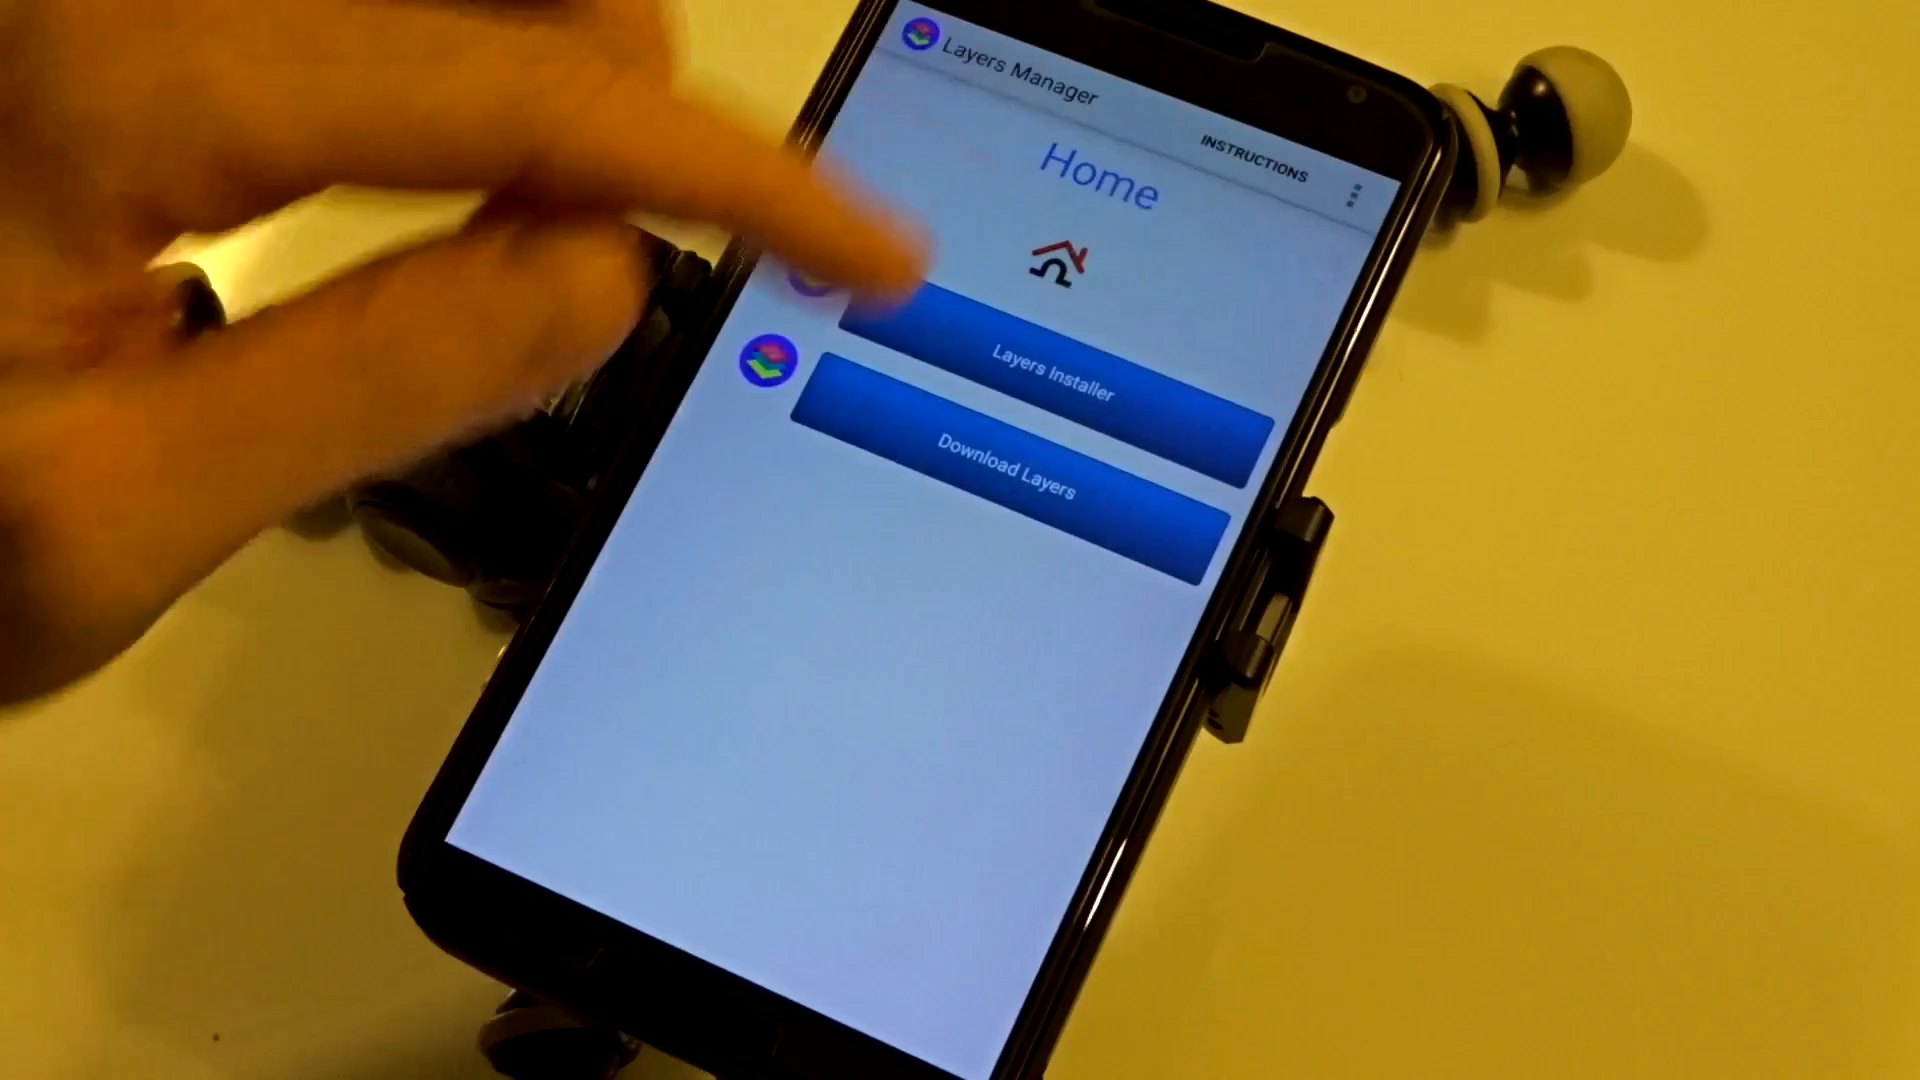 Layers Manager
INSTRUCTIONS
Home
Layers Installer
Download Layers